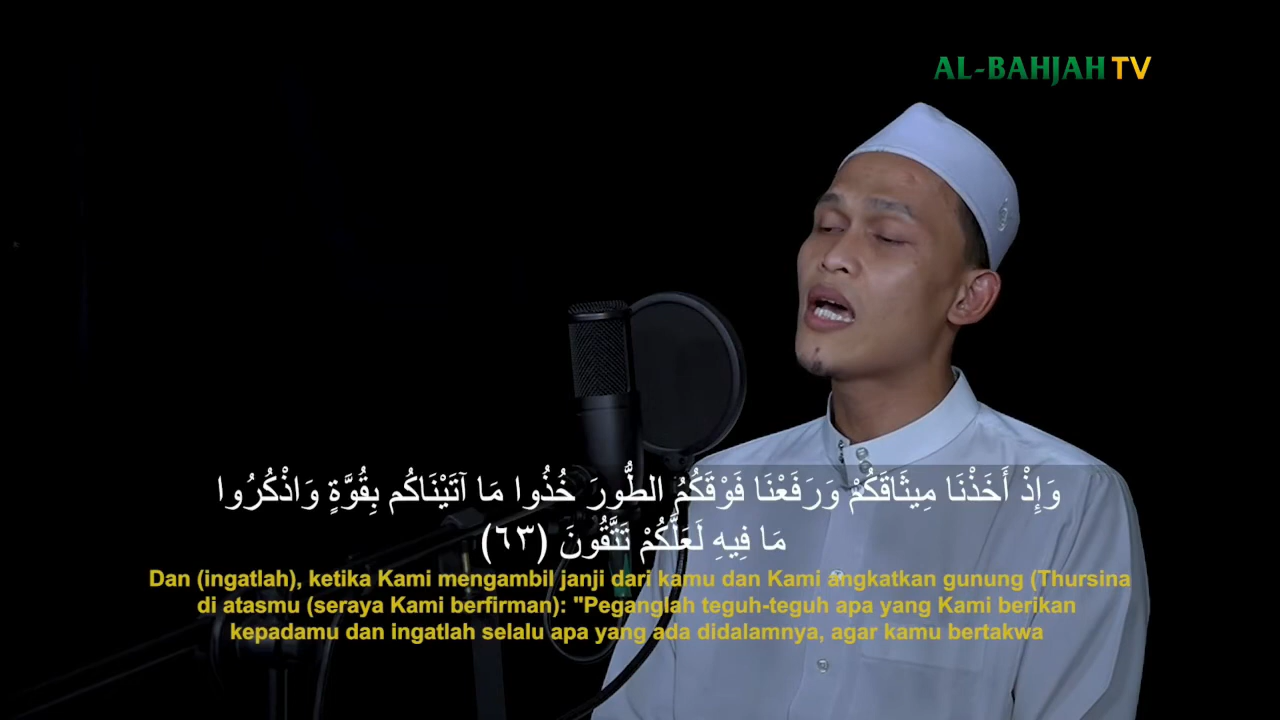 AL-BAHJAH TV
وَإِذْ أَخَذْنَا مِيثَاقَكُمْ وَرَفَعْنَا فَوْقَكُمُ الطُّورَ خُذُوا مَا آتَيْنَاكُم بِقُوَّةٍ وَاذْكُرُوا
مَا فِيهِ لَعَلَّكُمْ تَتَّقُونَ (٦٣)
Dan (ingatlah), ketika Kami mengambil janji dari kamu dan Kami angkatkan gunung (Thursina
di atasmu (seraya Kami berfirman): "Peganglah teguh-teguh apa yang Kami berikan
kepadamu dan ingatlah selalu apa yang ada didalamnya, agar kamu bertakwa